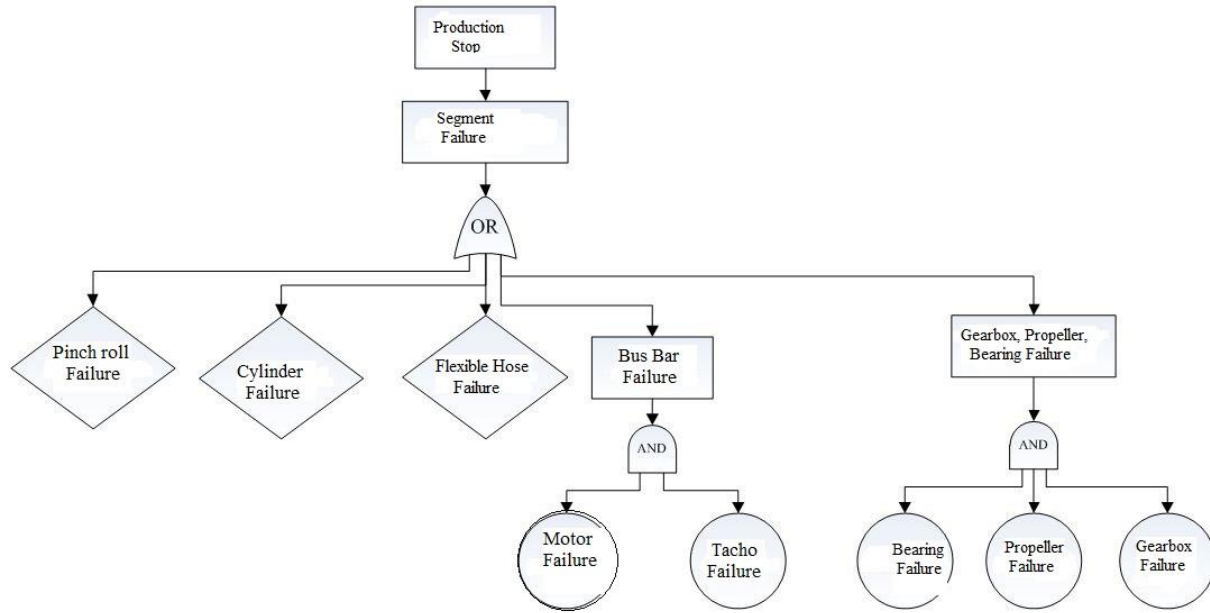 Production
Stop
Segment
Failure
OR
Pinch roll
Failure
Cylinder
Failure
Flexible Hose
Failure
Bus Bar
Failure
Gearbox, Propeller,
Bearing Failure
AND
AND
Motor
Failure
Tacho
Failure
Bearing
Failure
Propeller
Failure
Gearbox
Failure